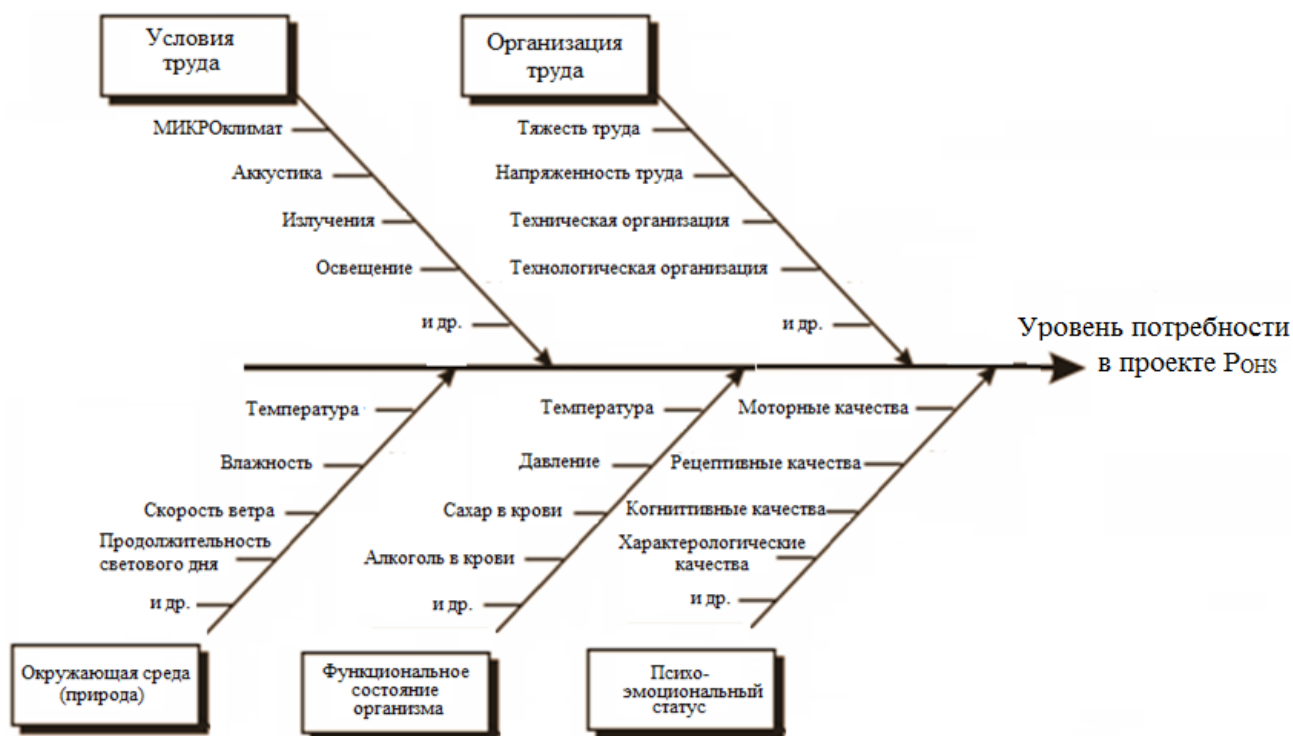 Условия
труда
Организация
труда
МИКРОклимат
Аккустика
Излучения
Освещение
и др.
Тяжесть труда
Напряженность труда
Техническая организация
Технологическая организация
и др.
Уровень потребности
в проекте POHS
Температура
Влажность
Скорость ветра
Продолжительность
светового дня
и др.
Температура
Давление
Сахар в крови
Алкоголь в крови
и др.
Моторные качества
Рецептивные качества
Когниттивные качества
Характерологические
качества
и др.
Окружающая среда
(природа)
Функциональное
состояние
организма
Психо-
эмоциональный
статус